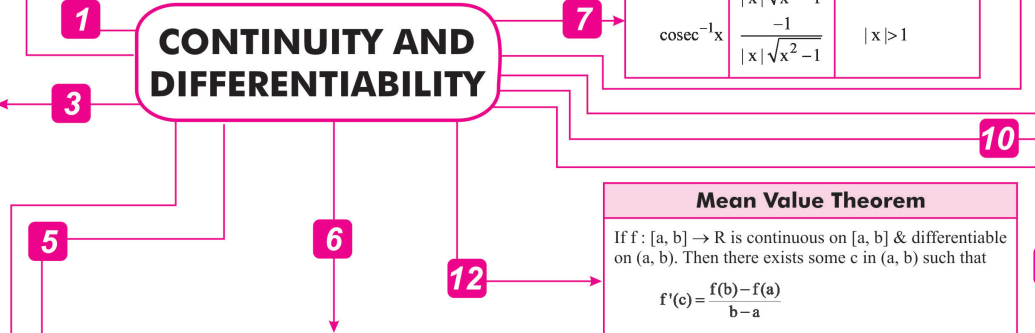 1
7
CONTINUITY AND
DIFFERENTIABILITY
cosec⁻¹x  −1 / (|x|√(x² −1))  |x|>1
3
10
Mean Value Theorem
5
6
If f : [a, b] → R is continuous on [a, b] & differentiable
on (a, b). Then there exists some c in (a, b) such that
12
f '(c) = (f(b) − f(a)) / (b − a)